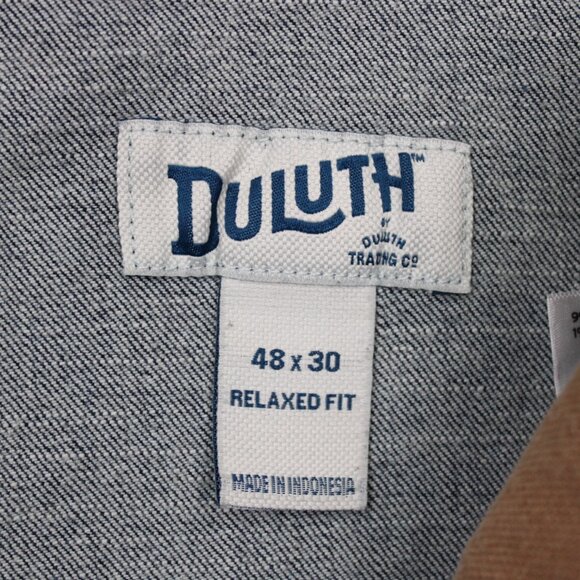 DULUTH™
BY
DULUTH
TRADING CO
48 x 30
RELAXED FIT
MADE IN INDONESIA